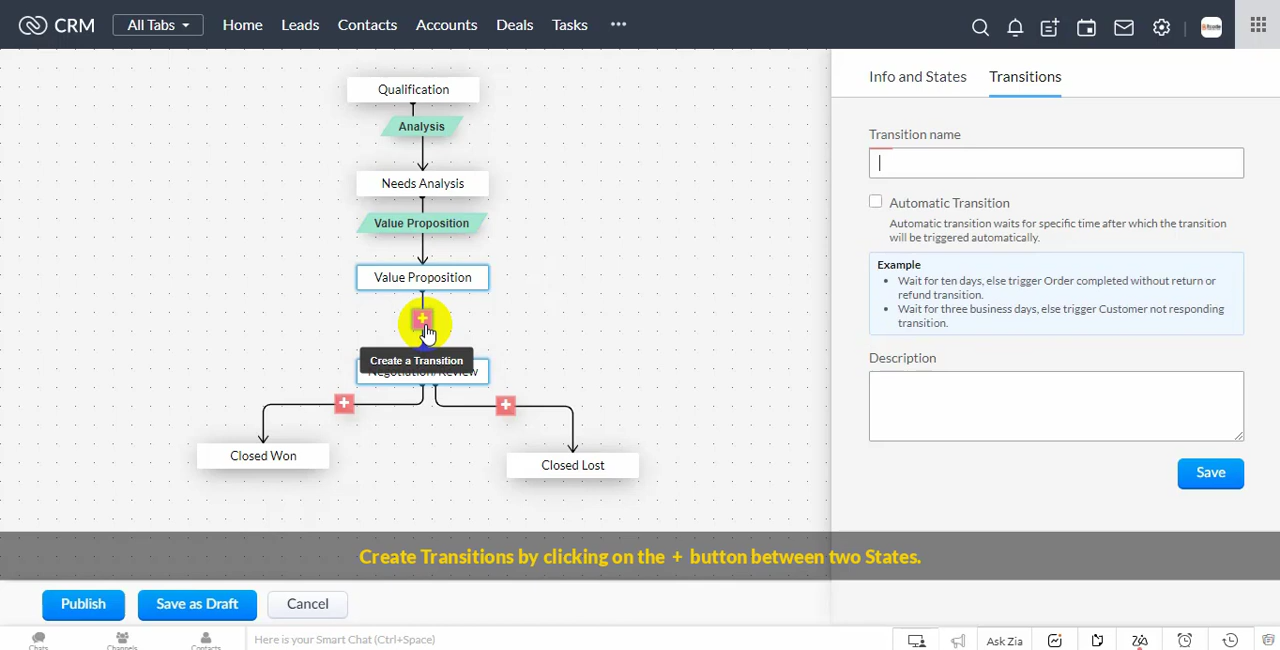 CRM
All Tabs
Home
Leads
Contacts
Accounts
Deals
Tasks
•••
Qualification
Analysis
Needs Analysis
Value Proposition
Value Proposition
+
Create a Transition
Negotiation/Review
+
+
Closed Won
Closed Lost
Info and States
Transitions
Transition name
Automatic Transition
Automatic transition waits for specific time after which the transition
will be triggered automatically.
Example
• Wait for ten days, else trigger Order completed without return or
refund transition.
• Wait for three business days, else trigger Customer not responding
transition.
Description
Save
Create Transitions by clicking on the + button between two States.
Publish
Save as Draft
Cancel
Chats
Channels
Contacts
Here is your Smart Chat (Ctrl+Space)
Ask Zia